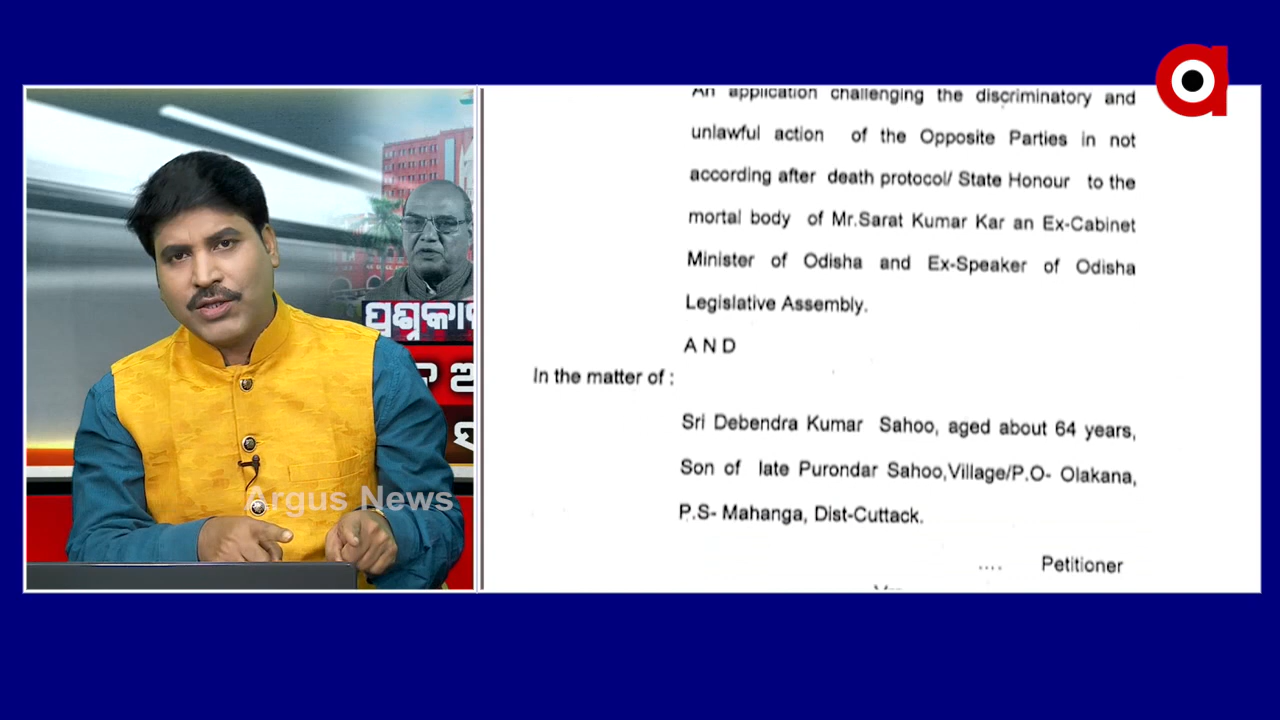 An application challenging the discriminatory and
unlawful action of the Opposite Parties in not
according after death protocol/ State Honour to the
mortal body of Mr.Sarat Kumar Kar an Ex-Cabinet
Minister of Odisha and Ex-Speaker of Odisha
Legislative Assembly.
A N D
In the matter of :
Sri Debendra Kumar Sahoo, aged about 64 years,
Son of late Purondar Sahoo,Village/P.O- Olakana,
P.S- Mahanga, Dist-Cuttack.
.... Petitioner
ପ୍ରଶ୍ନକାଳ
Argus News